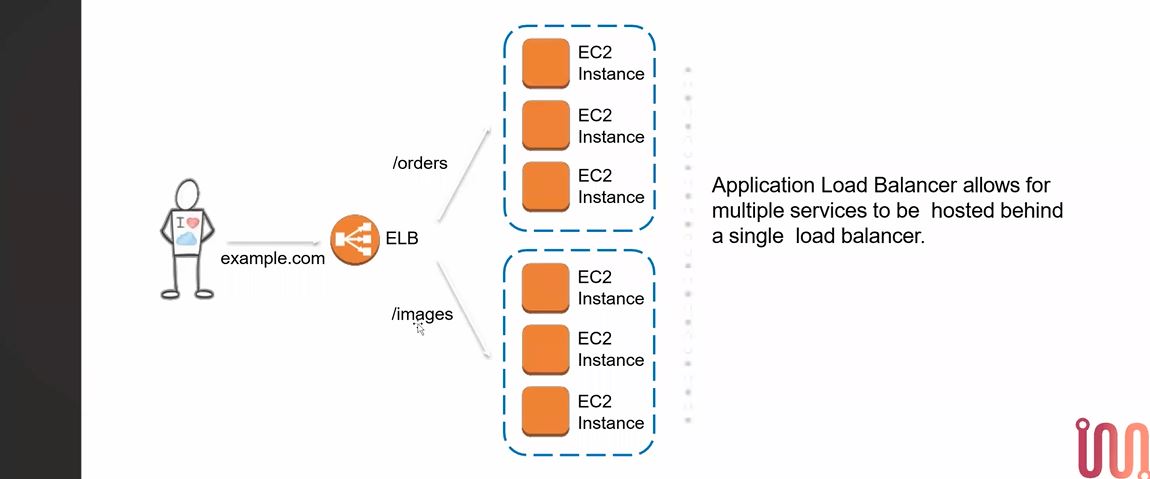 EC2
Instance
EC2
Instance
EC2
Instance
/orders
I
example.com
ELB
/images
EC2
Instance
EC2
Instance
EC2
Instance
Application Load Balancer allows for
multiple services to be hosted behind
a single load balancer.